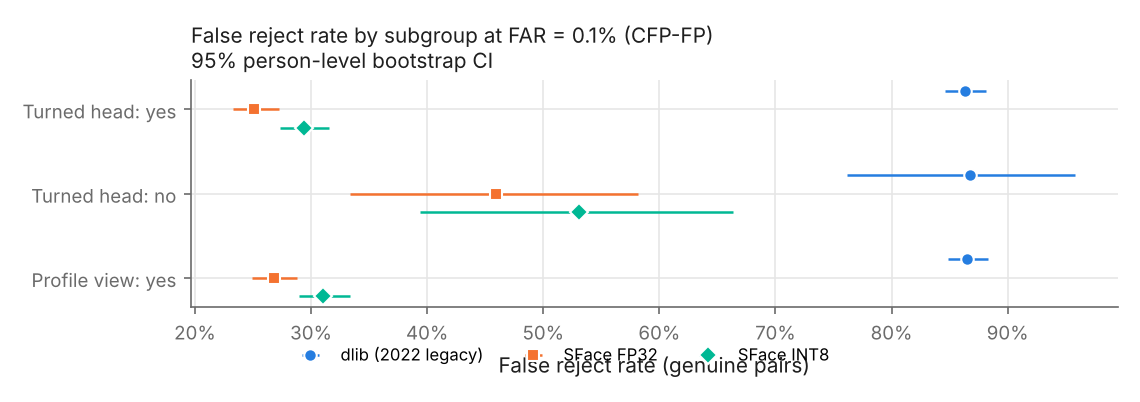 False reject rate by subgroup at FAR = 0.1% (CFP-FP)
95% person-level bootstrap CI
Turned head: yes
Turned head: no
Profile view: yes
20% 30% 40% 50% 60% 70% 80% 90%
dlib (2022 legacy) SFace FP32 SFace INT8
False reject rate (genuine pairs)